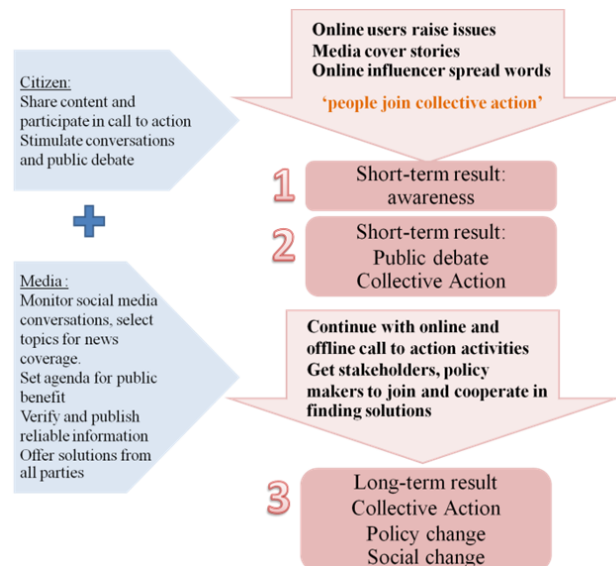 Citizen:
Share content and
participate in call to action
Stimulate conversations
and public debate
Media :
Monitor social media
conversations, select
topics for news
coverage.
Set agenda for public
benefit
Verify and publish
reliable information
Offer solutions from
all parties
Online users raise issues
Media cover stories
Online influencer spread words
‘people join collective action’
1
Short-term result:
awareness
2
Short-term result:
Public debate
Collective Action
Continue with online and
offline call to action activities
Get stakeholders, policy
makers to join and cooperate in
finding solutions
3
Long-term result
Collective Action
Policy change
Social change